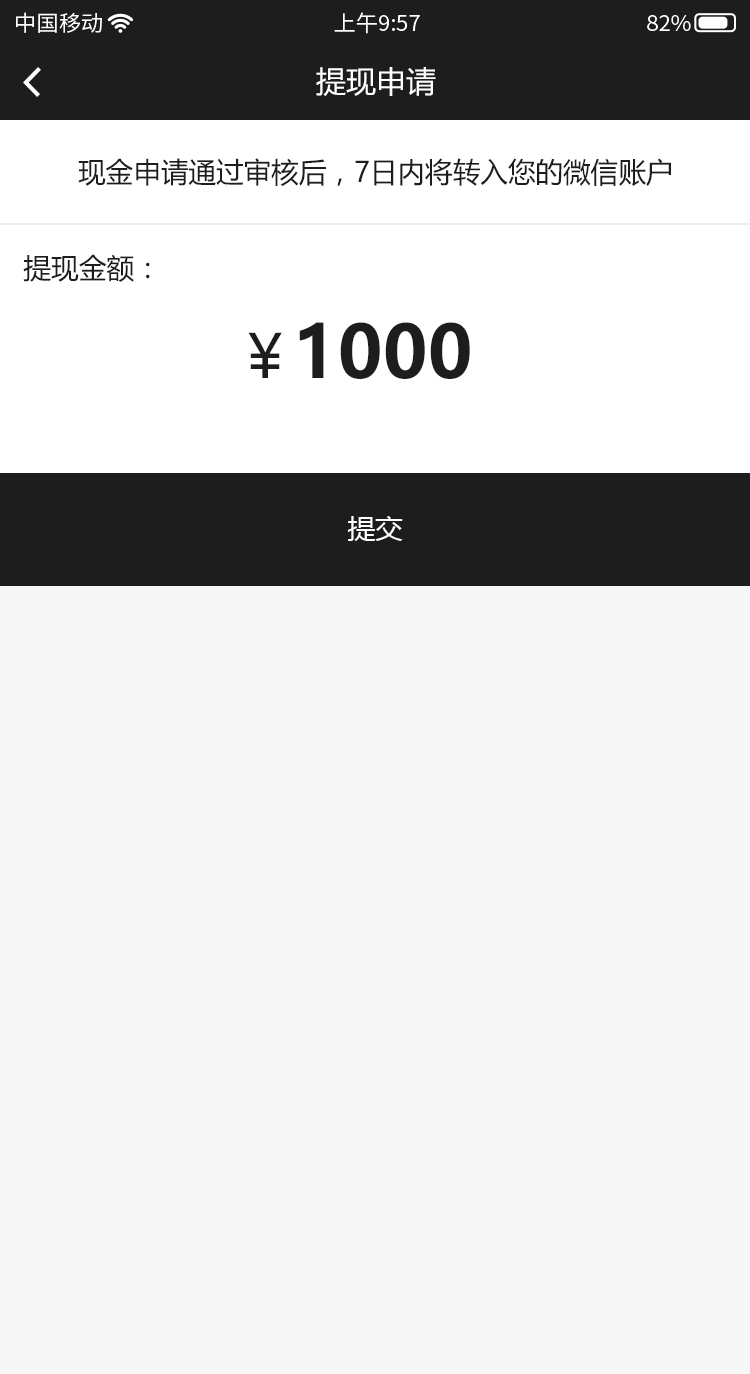 中国移动 上午9:57 82%
提现申请
现金申请通过审核后，7日内将转入您的微信账户
提现金额：
¥1000
提交